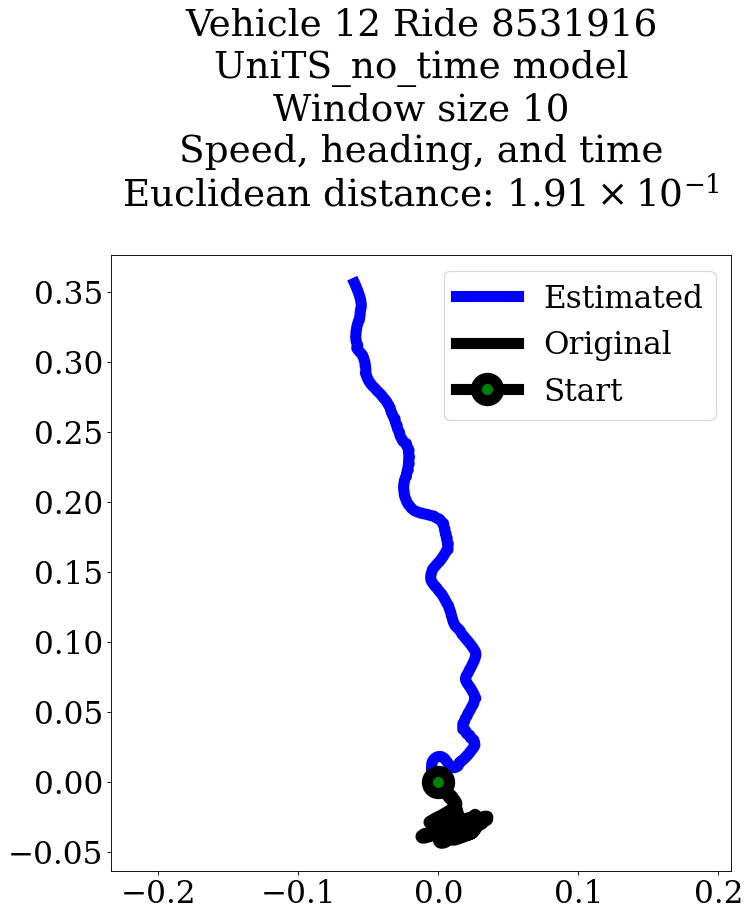 Vehicle 12 Ride 8531916
UniTS_no_time model
Window size 10
Speed, heading, and time
Euclidean distance: 1.91 × 10⁻¹
Estimated
Original
Start
0.35
0.30
0.25
0.20
0.15
0.10
0.05
0.00
−0.05
−0.2
−0.1
0.0
0.1
0.2